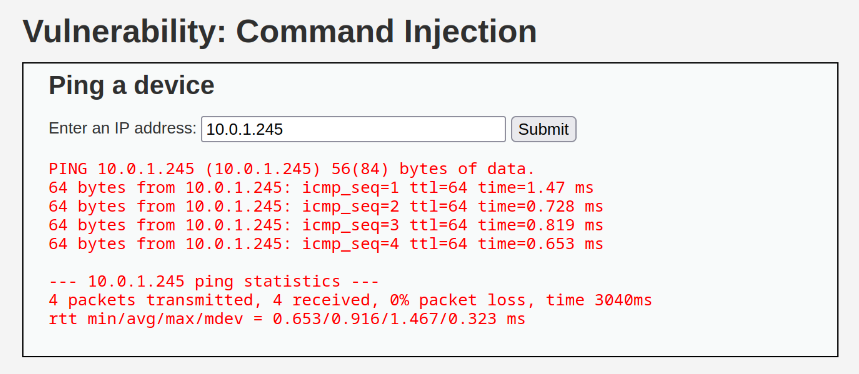 Vulnerability: Command Injection
Ping a device
Enter an IP address: 10.0.1.245 Submit
PING 10.0.1.245 (10.0.1.245) 56(84) bytes of data.
64 bytes from 10.0.1.245: icmp_seq=1 ttl=64 time=1.47 ms
64 bytes from 10.0.1.245: icmp_seq=2 ttl=64 time=0.728 ms
64 bytes from 10.0.1.245: icmp_seq=3 ttl=64 time=0.819 ms
64 bytes from 10.0.1.245: icmp_seq=4 ttl=64 time=0.653 ms
--- 10.0.1.245 ping statistics ---
4 packets transmitted, 4 received, 0% packet loss, time 3040ms
rtt min/avg/max/mdev = 0.653/0.916/1.467/0.323 ms